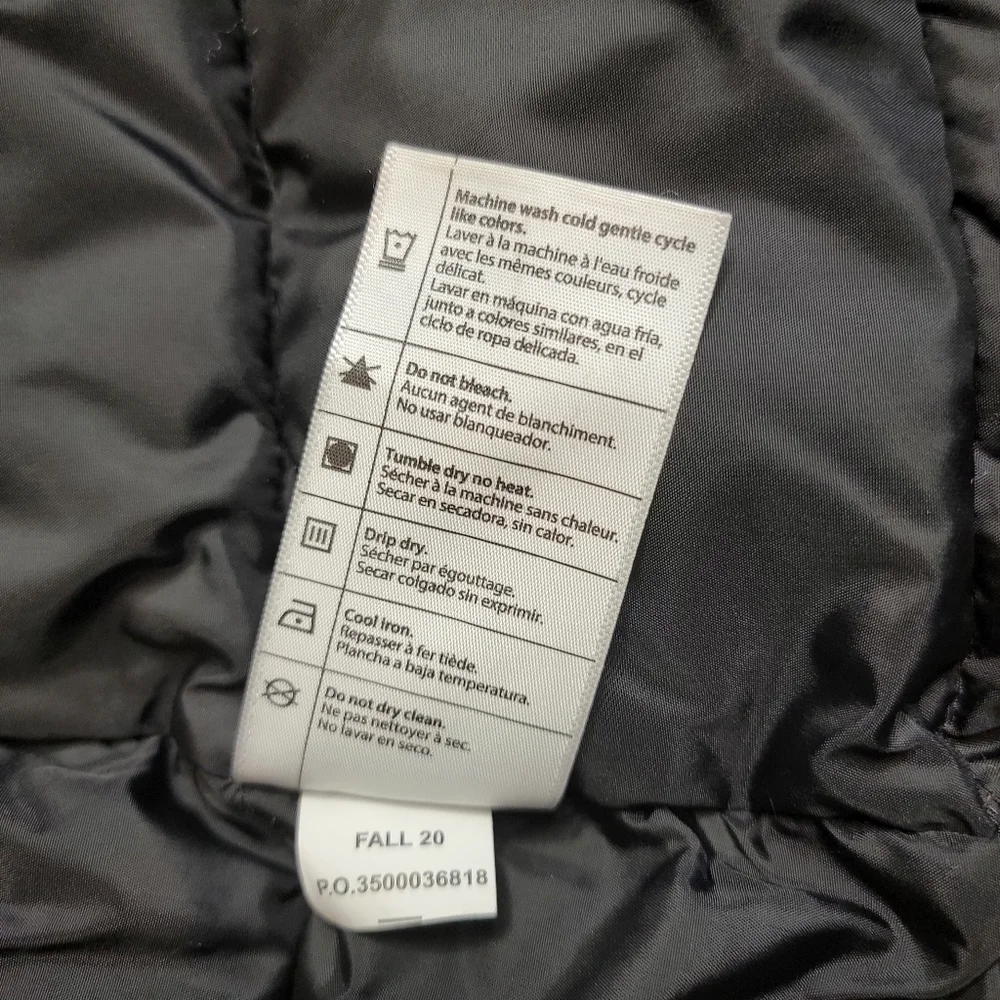 Machine wash cold gentle cycle
like colors.
Laver à la machine à l'eau froide
avec les mêmes couleurs, cycle
délicat.
Lavar en máquina con agua fría,
junto a colores similares, en el
ciclo de ropa delicada.
Do not bleach.
Aucun agent de blanchiment.
No usar blanqueador.
Tumble dry no heat.
Sécher à la machine sans chaleur.
Secar en secadora, sin calor.
Drip dry.
Sécher par égouttage.
Secar colgado sin exprimir.
Cool iron.
Repasser à fer tiède.
Plancha a baja temperatura.
Do not dry clean.
Ne pas nettoyer à sec.
No lavar en seco.
FALL 20
P.O.3500036818